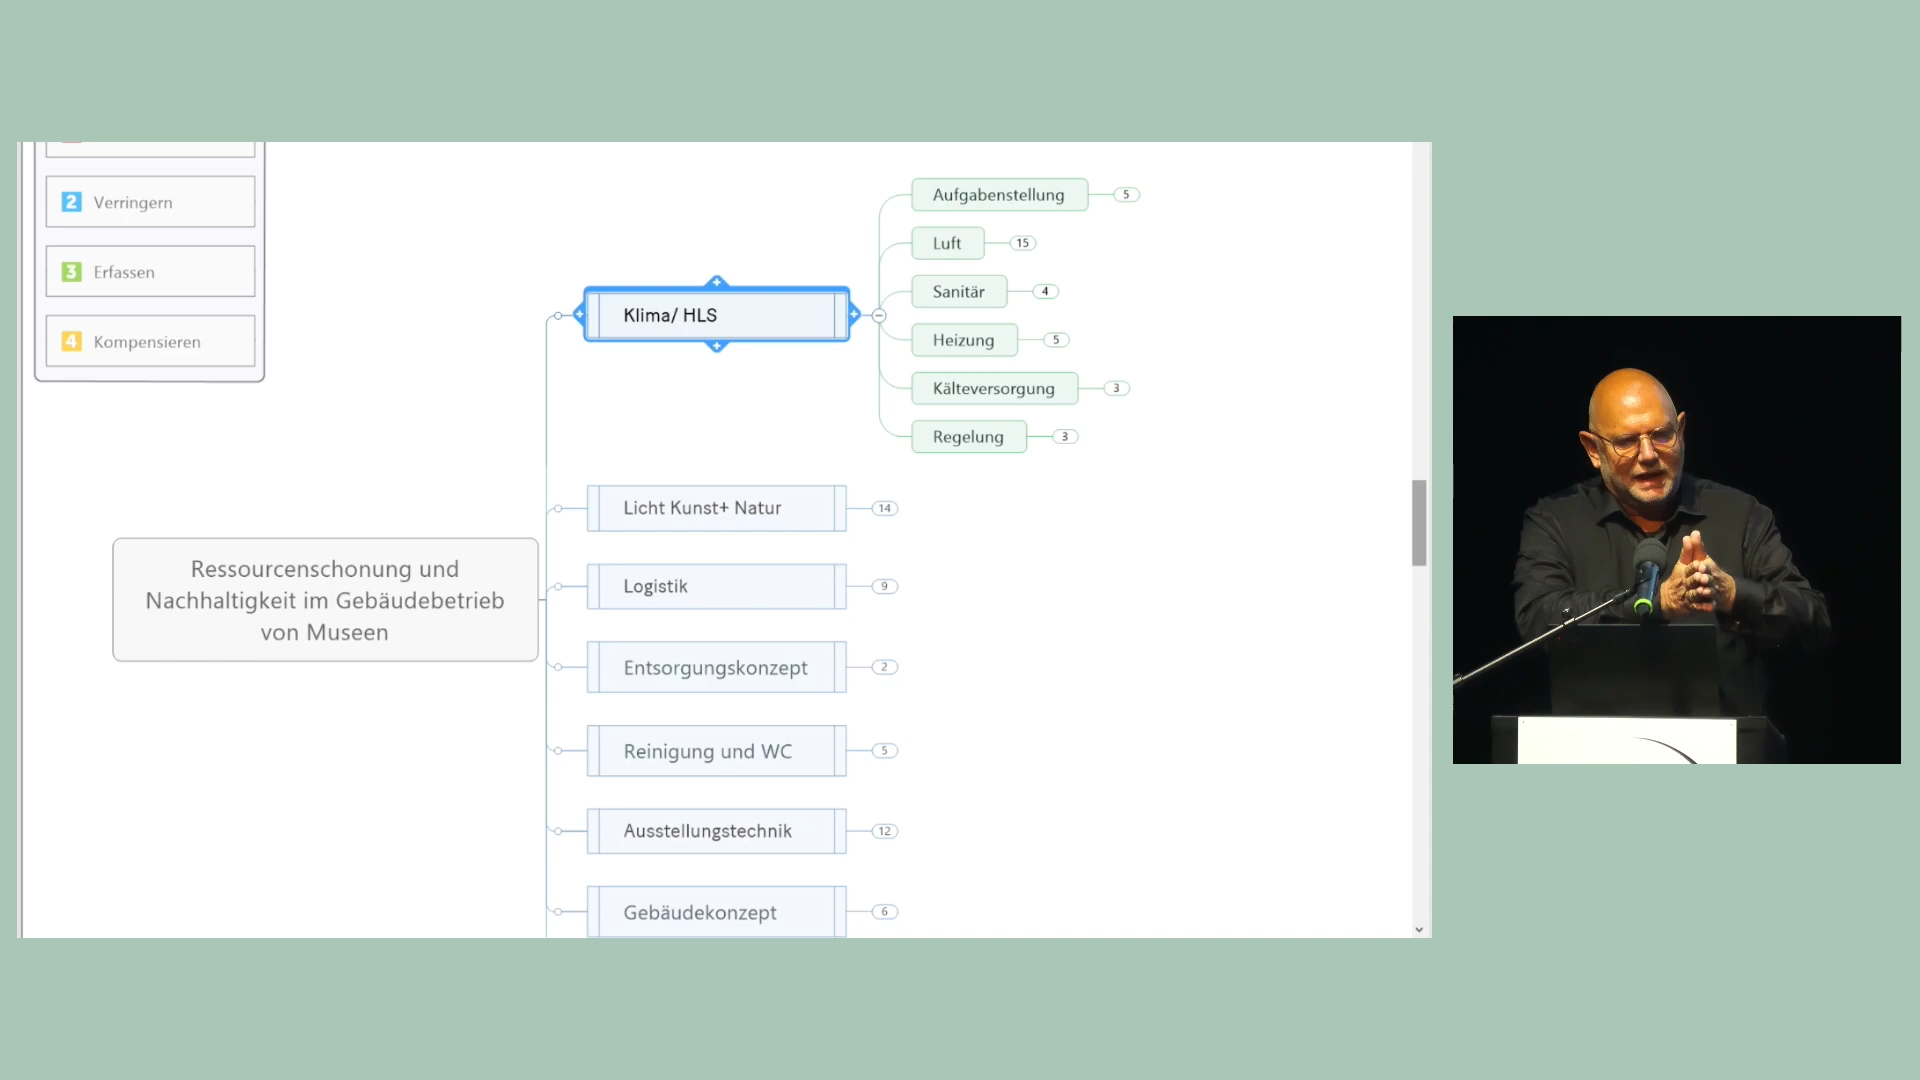 2 Verringern
3 Erfassen
4 Kompensieren
Ressourcenschonung und
Nachhaltigkeit im Gebäudebetrieb
von Museen
Klima/ HLS
Aufgabenstellung 5
Luft 15
Sanitär 4
Heizung 5
Kälteversorgung 3
Regelung 3
Licht Kunst+ Natur 14
Logistik 9
Entsorgungskonzept 2
Reinigung und WC 5
Ausstellungstechnik 12
Gebäudekonzept 6